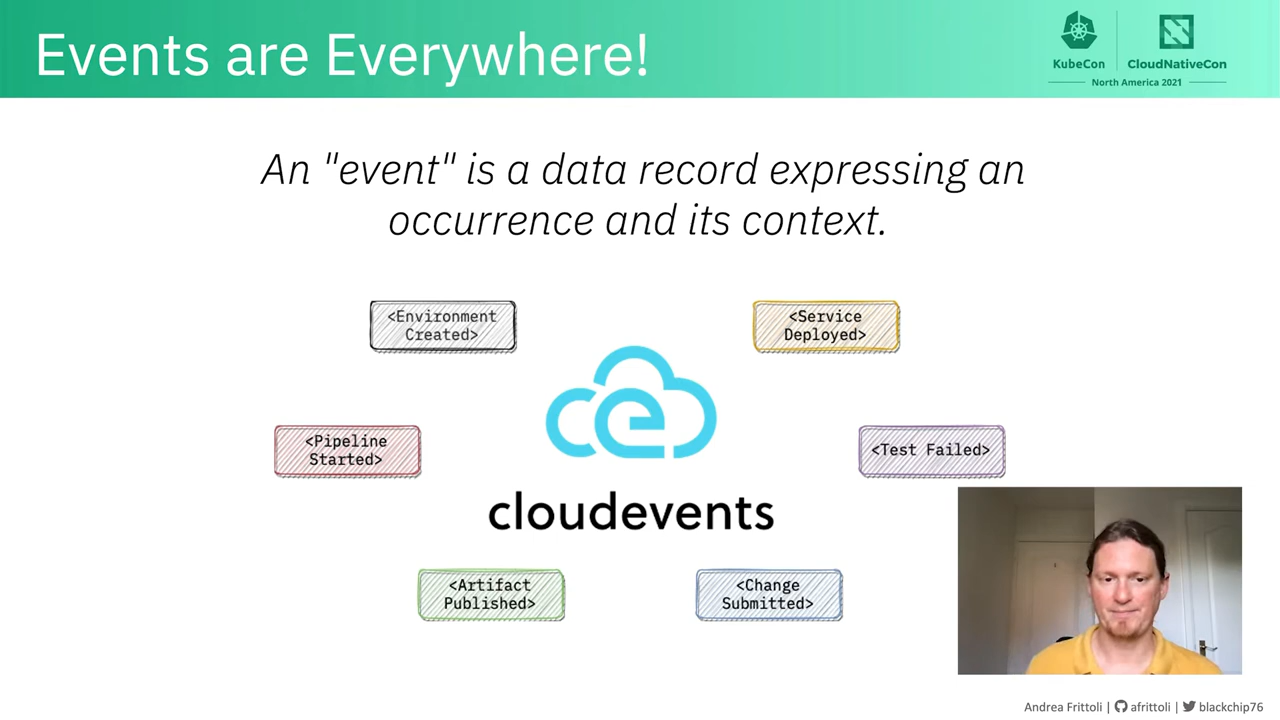 Events are Everywhere!
KubeCon
CloudNativeCon
North America 2021
An "event" is a data record expressing an
occurrence and its context.
<Environment
Created>
<Service
Deployed>
<Pipeline
Started>
<Test Failed>
cloudevents
<Artifact
Published>
<Change
Submitted>
Andrea Frittoli | afrittoli | blackchip76